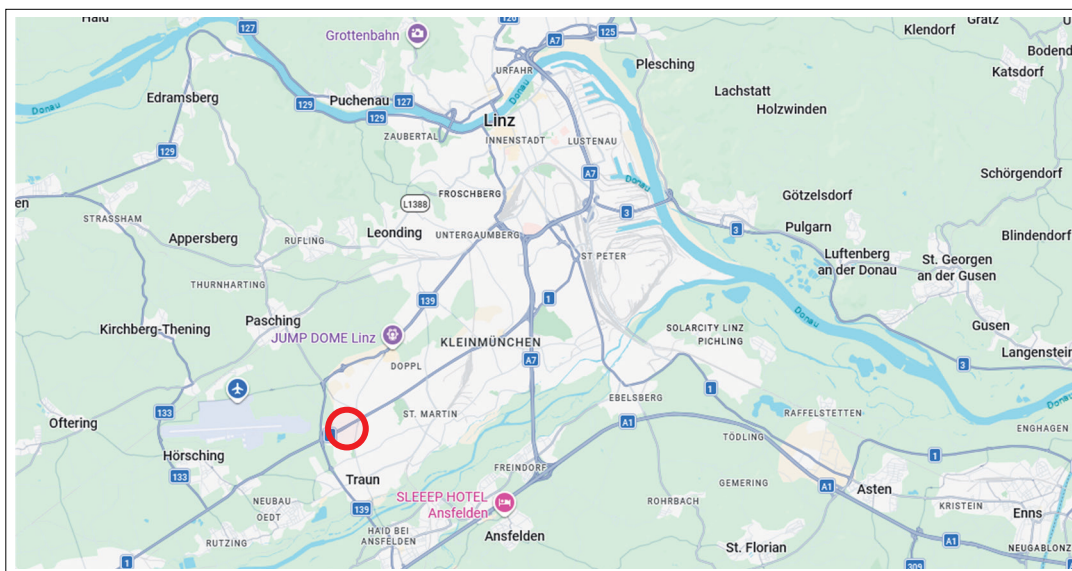 Haid
127
Grottenbahn
120
A7
125
Gratz
Klendorf
Bodend
Katsdorf
URFAHR
Plesching
Lachstatt
Holzwinden
Edramsberg
Donau
129
Puchenau
127
129
Donau
Linz
ZAUBERTAL
INNENSTADT
LUSTENAU
129
A7
Donau
Schörgendorf
en
STRASSHAM
FROSCHBERG
L1388
3
Götzelsdorf
Appersberg
RUFLING
Leonding
UNTERGAUMBERG
3
Pulgarn
Blindendorf
ST PETER
Luftenberg
an der Donau
St. Georgen
an der Gusen
THURNHARTING
139
1
Donau
Kirchberg-Thening
Pasching
JUMP DOME Linz
KLEINMÜNCHEN
SOLARCITY LINZ
PICHLING
Gusen
Langenstein
A7
DOPPL
3
1
133
ST. MARTIN
EBELSBERG
RAFFELSTETTEN
Donau
Oftering
A1
TÖDLING
ENGHAGEN
Hörsching
1
133
Traun
FREINDORF
GEMERING
NEUBAU
OEDT
139
SLEEEP HOTEL
Ansfelden
ROHRBACH
A1
Asten
KRISTEIN
Enns
RUTZING
HAID BEI
ANSFELDEN
Ansfelden
St. Florian
A1
NEUGABLONZ
1
309
A1